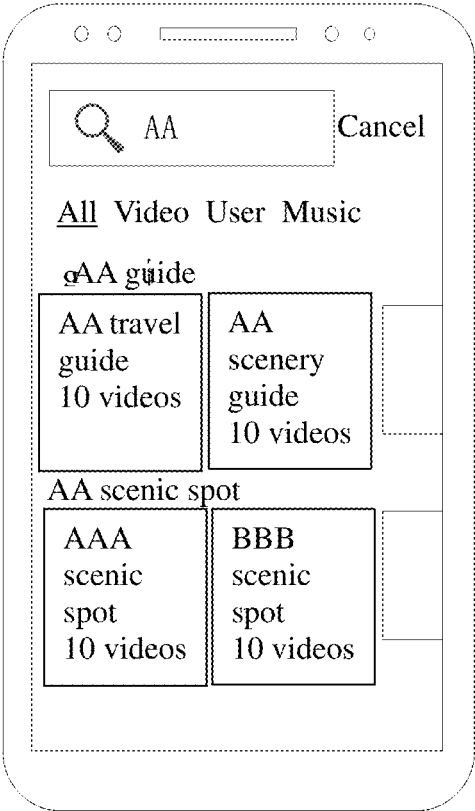 AA Cancel
All Video User Music
AA guide
AA travel
guide
10 videos
AA
scenery
guide
10 videos
AA scenic spot
AAA
scenic
spot
10 videos
BBB
scenic
spot
10 videos